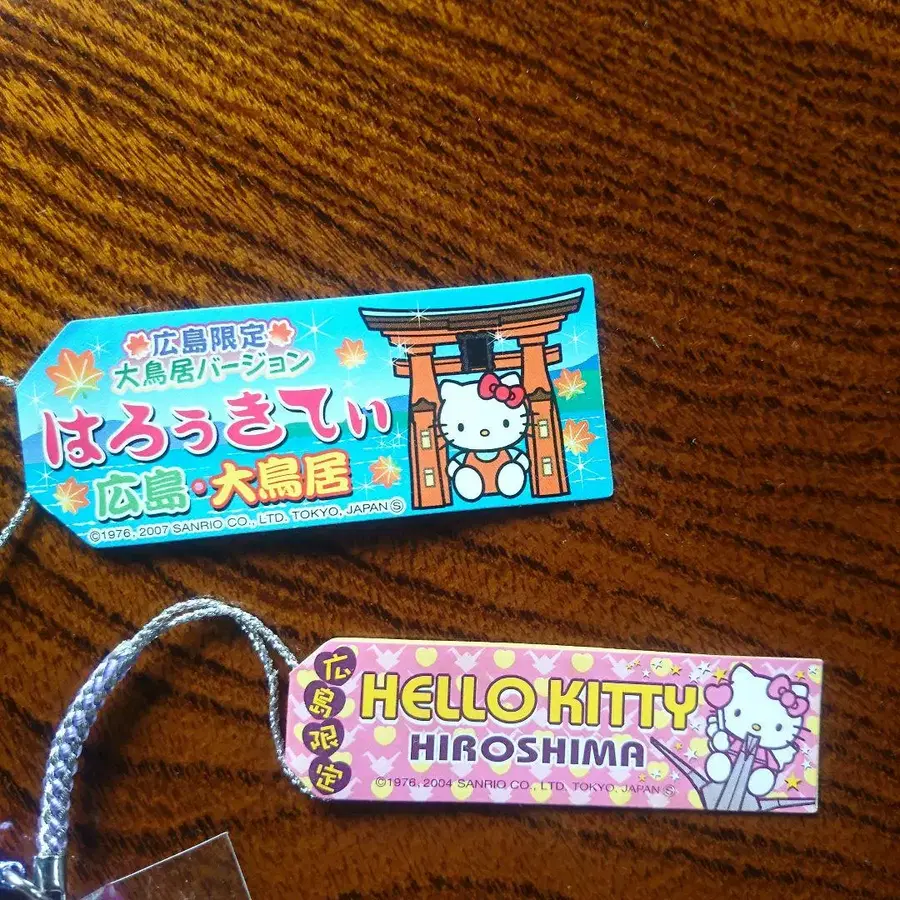 広島限定
大鳥居バージョン
はろぅきてぃ
広島・大鳥居
©1976, 2007 SANRIO CO., LTD. TOKYO, JAPAN Ⓢ
広島限定
HELLO KITTY
HIROSHIMA
©1976, 2004 SANRIO CO., LTD. TOKYO, JAPAN Ⓢ